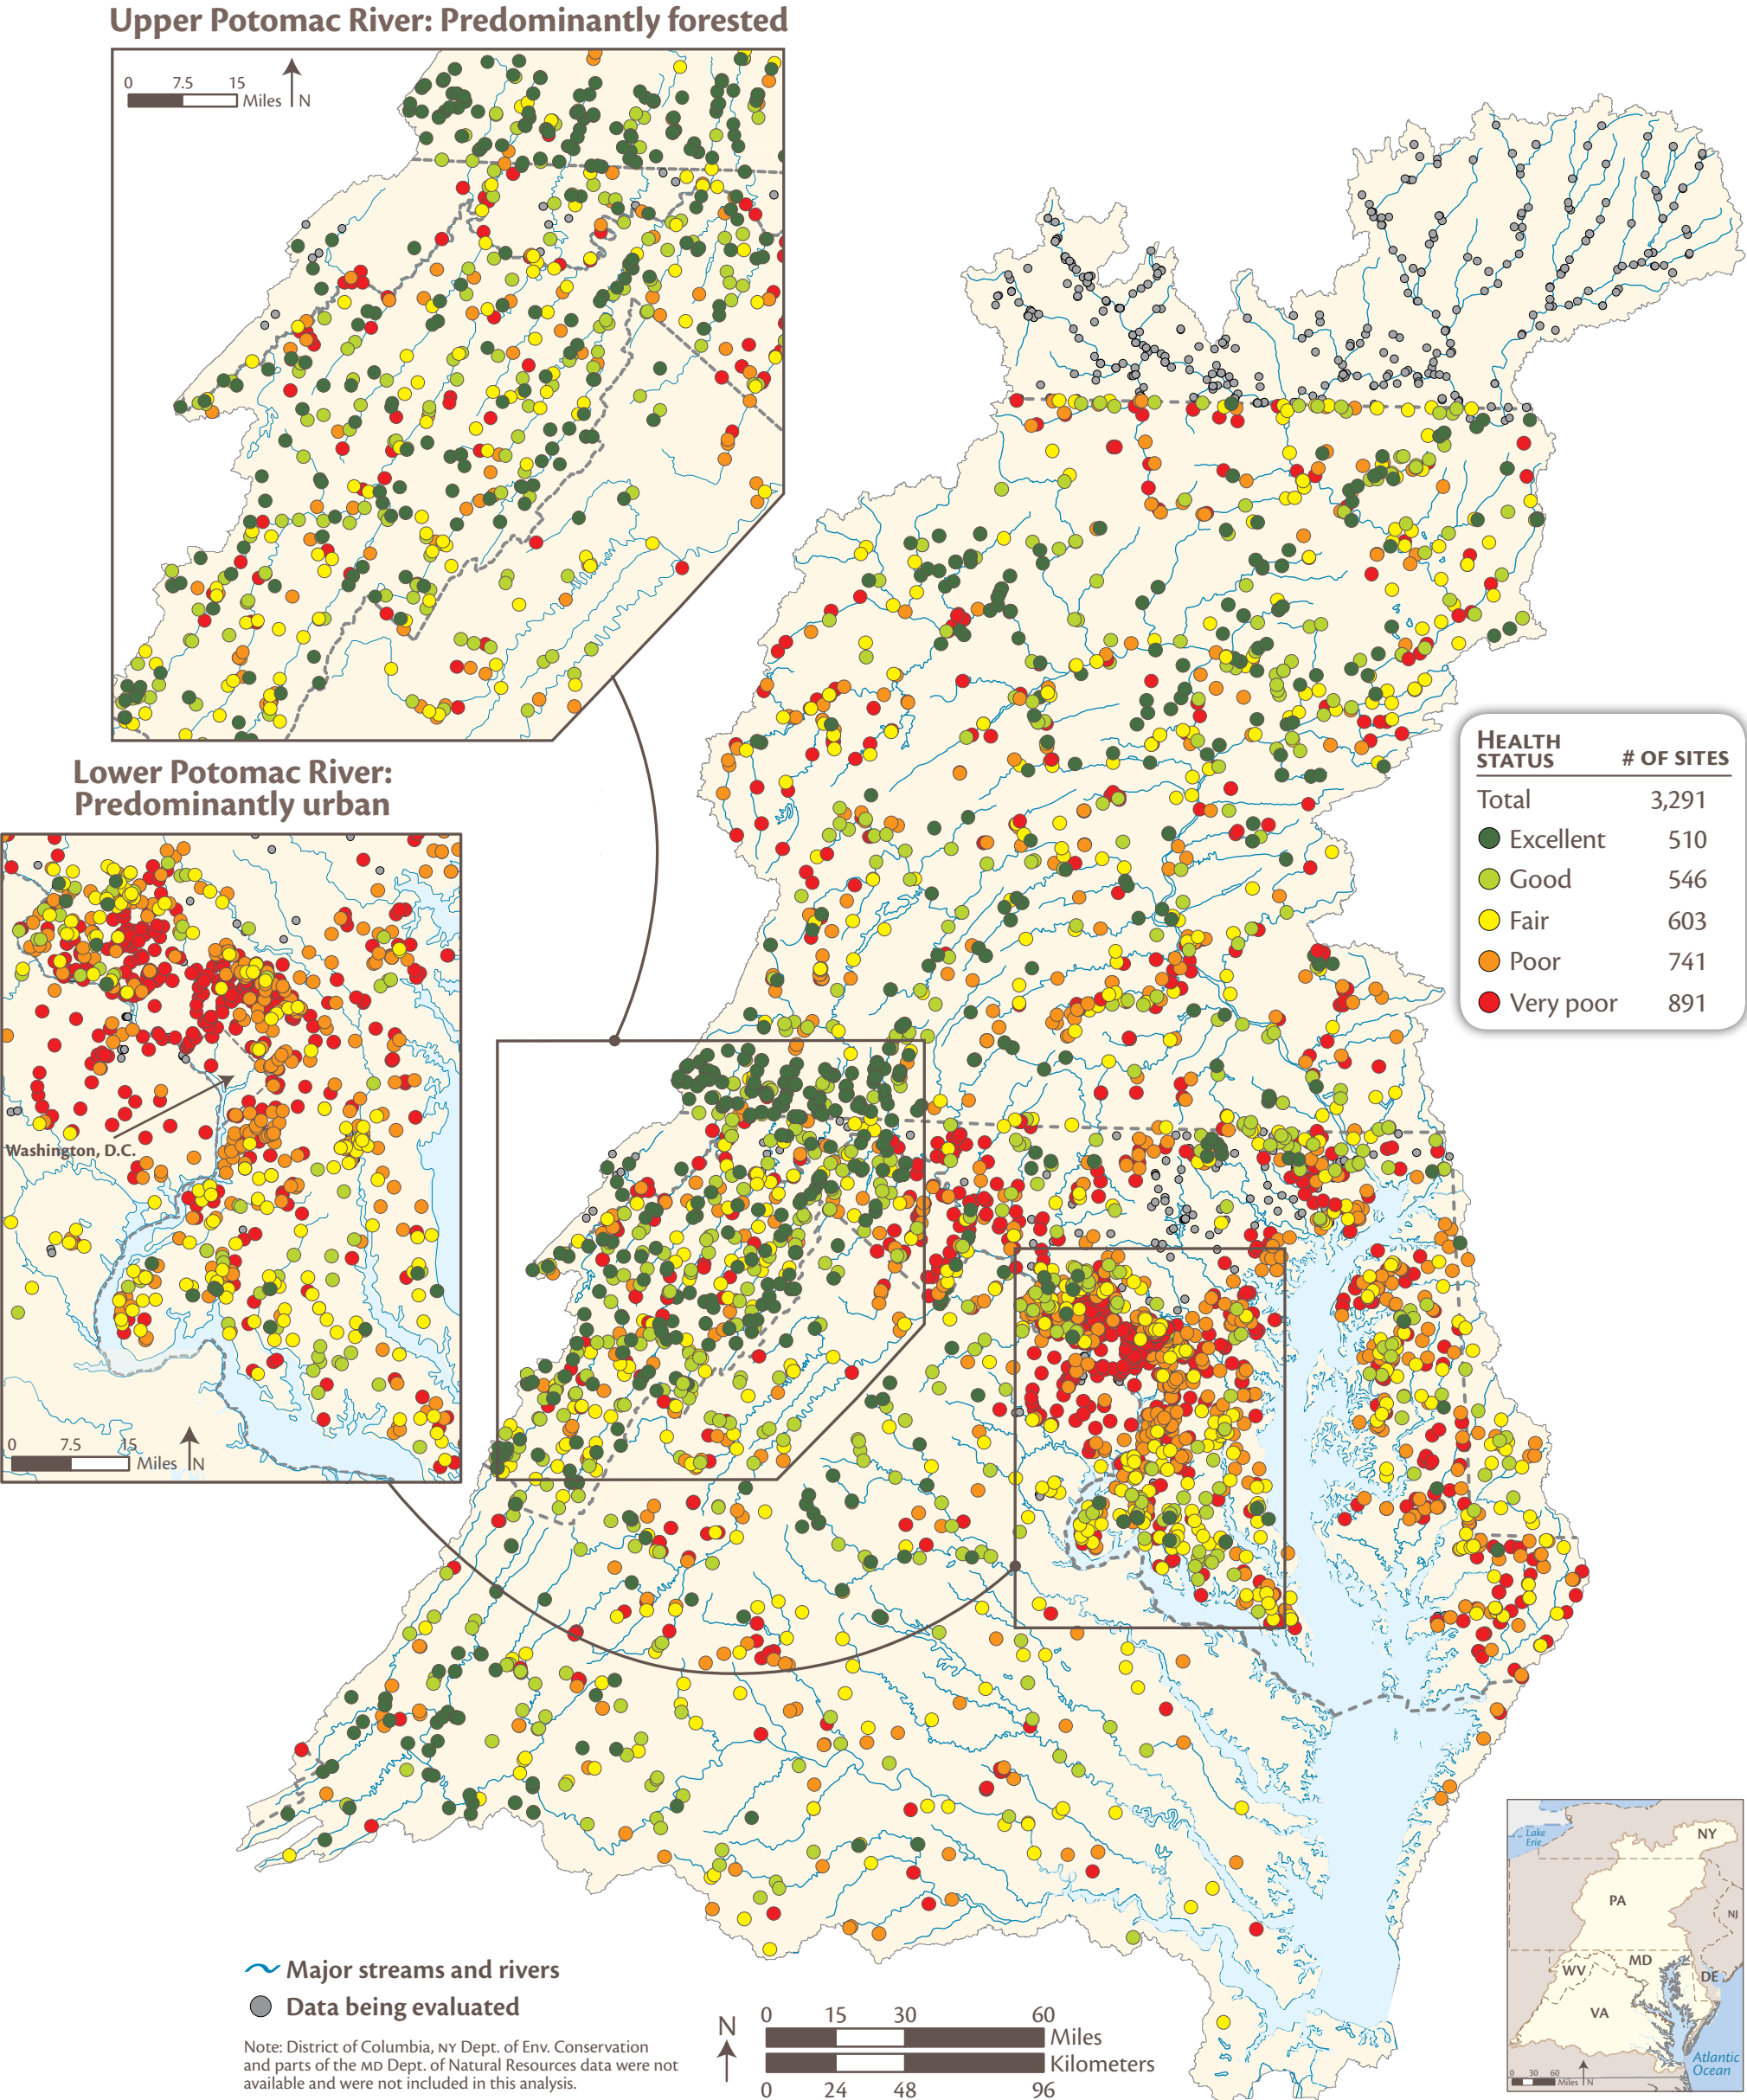 Upper Potomac River: Predominantly forested
0 7.5 15
Miles N
Lower Potomac River:
Predominantly urban
Washington, D.C.
0 7.5 15
Miles N
HEALTH
STATUS # OF SITES
Total 3,291
Excellent 510
Good 546
Fair 603
Poor 741
Very poor 891
Major streams and rivers
Data being evaluated
Note: District of Columbia, NY Dept. of Env. Conservation
and parts of the MD Dept. of Natural Resources data were not
available and were not included in this analysis.
N
0 15 30 60
Miles
Kilometers
0 24 48 96
Lake
Erie
NY
PA
NJ
MD
WV
DE
VA
Atlantic
Ocean
0 30 60
Miles N